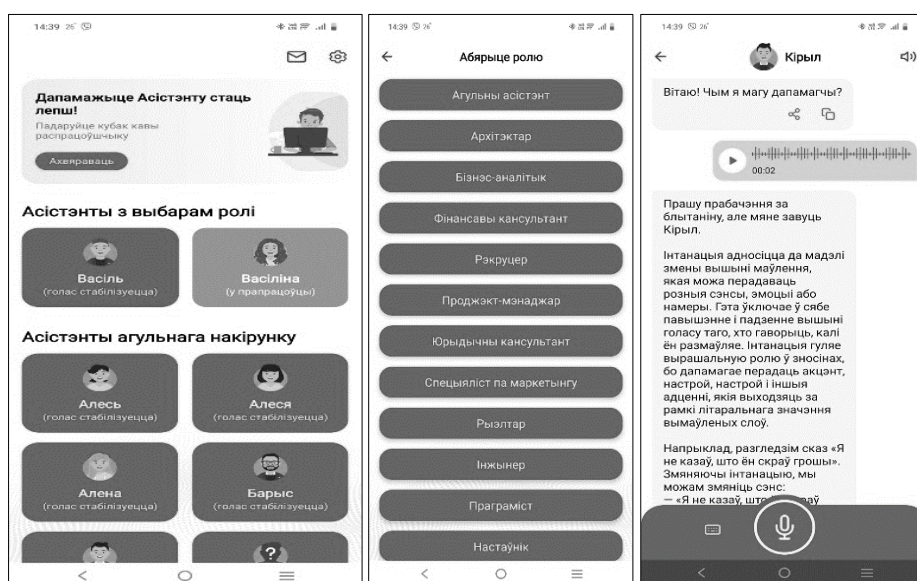 14:39 26°
Дапамажыце Асістэнту стаць
лепш!
Падаруйце кубак кавы
распрацоўшчыку
Ахвяраваць
Асістэнты з выбарам ролі
Васіль
(голас стабілізуецца)
Васіліна
(у прапрацоўцы)
Асістэнты агульнага накірунку
Алесь
(голас стабілізуецца)
Алеся
(голас стабілізуецца)
Алена
(голас стабілізуецца)
Барыс
(голас стабілізуецца)
14:39 26°
Абярыце ролю
Агульны асістэнт
Архітэктар
Бізнэс-аналітык
Фінансавы кансультант
Рэкруцер
Проджэкт-мэнаджар
Юрыдычны кансультант
Спецыяліст па маркетынгу
Рыэлтар
Інжынер
Праграміст
Настаўнік
14:39 26°
Кірыл
Вітаю! Чым я магу дапамагчы?
00:02
Прашу прабачэння за
блытаніну, але мяне завуць
Кірыл.
Інтанацыя адносіцца да мадэлі
змены вышыні маўлення,
якая можа перадаваць
розныя сэнсы, эмоцыі або
намеры. Гэта ўключае ў сябе
павышэнне і падзенне вышыні
голасу таго, хто гаворыць, калі
ён размаўляе. Інтанацыя гуляе
вырашальную ролю ў зносінах,
бо дапамагае перадаць акцэнт,
настрой, настрой і іншыя
адценні, якія выходзяць за
рамкі літаральнага значэння
вымаўленых слоў.
Напрыклад, разгледзім сказ «Я
не казаў, што ён скраў грошы».
Змяняючы інтанацыю, мы
можам змяніць сэнс:
— «Я не казаў,